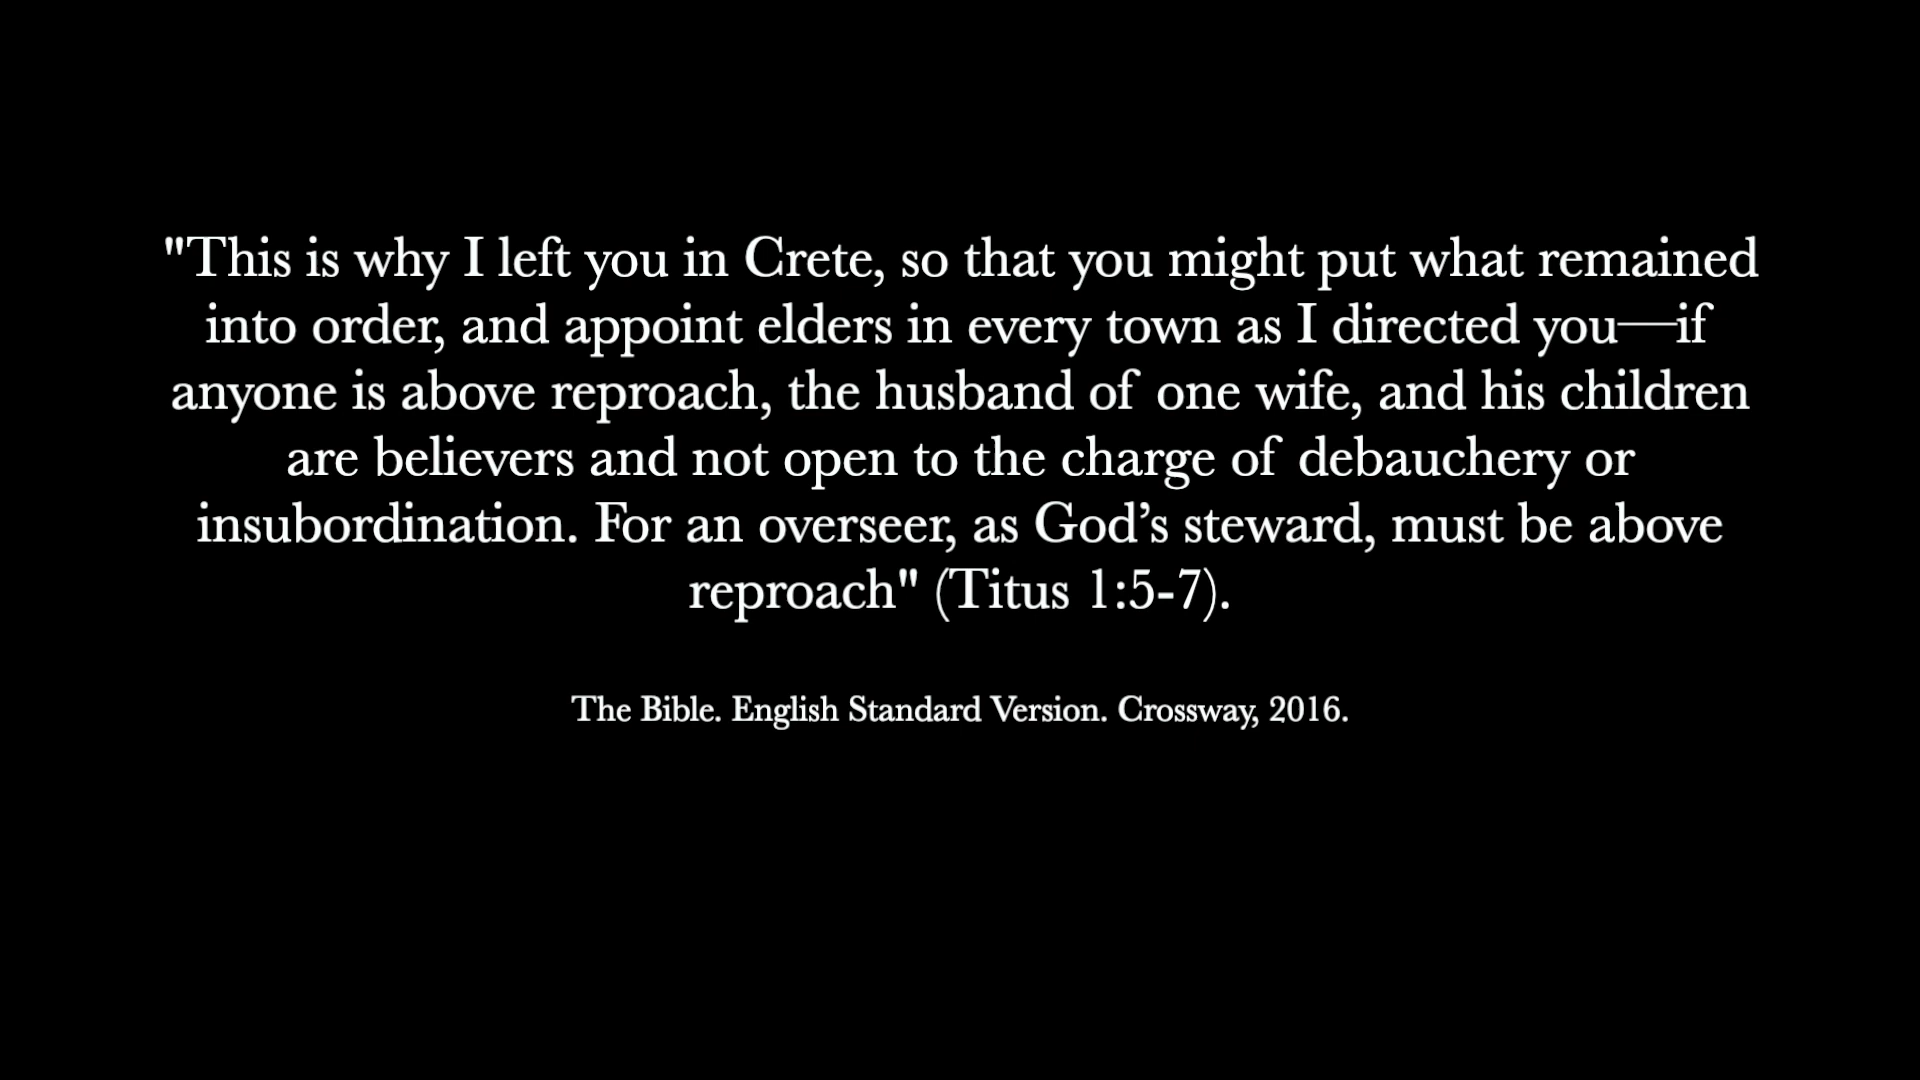 "This is why I left you in Crete, so that you might put what remained
into order, and appoint elders in every town as I directed you—if
anyone is above reproach, the husband of one wife, and his children
are believers and not open to the charge of debauchery or
insubordination. For an overseer, as God’s steward, must be above
reproach" (Titus 1:5-7).
The Bible. English Standard Version. Crossway, 2016.